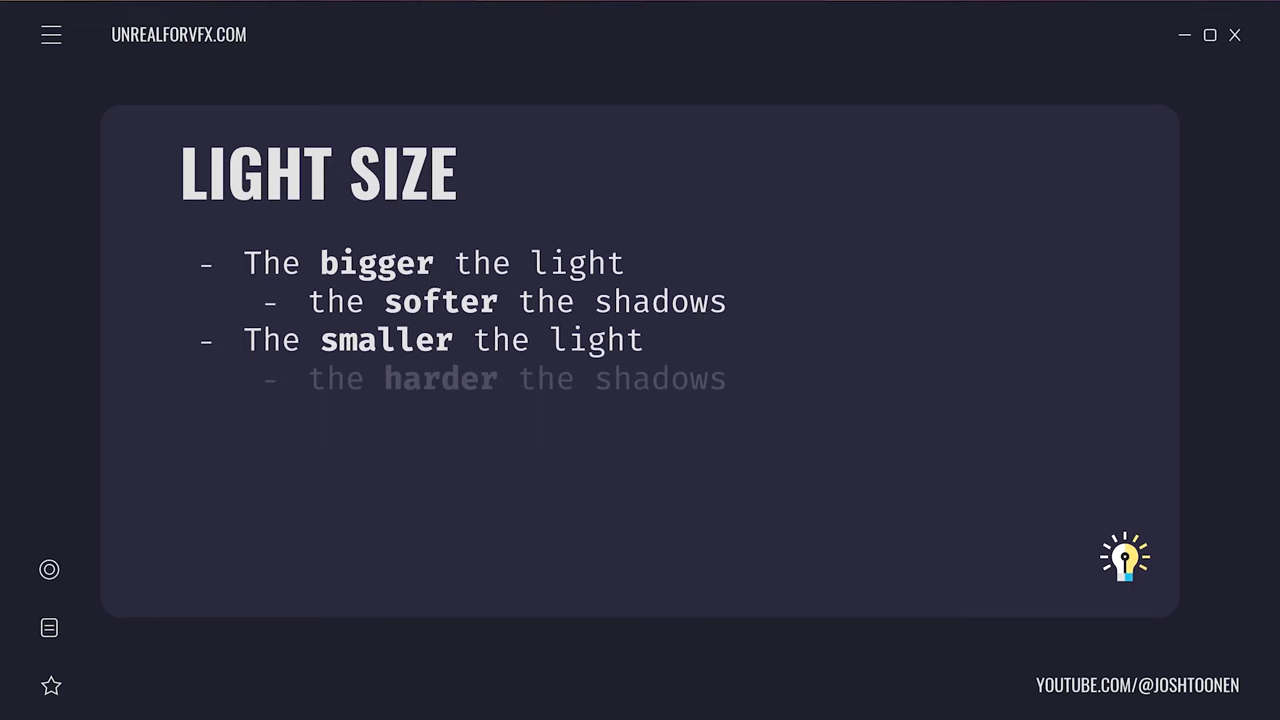 UNREALFORVFX.COM
LIGHT SIZE
- The bigger the light
- the softer the shadows
- The smaller the light
- the harder the shadows
YOUTUBE.COM/@JOSHTOONEN